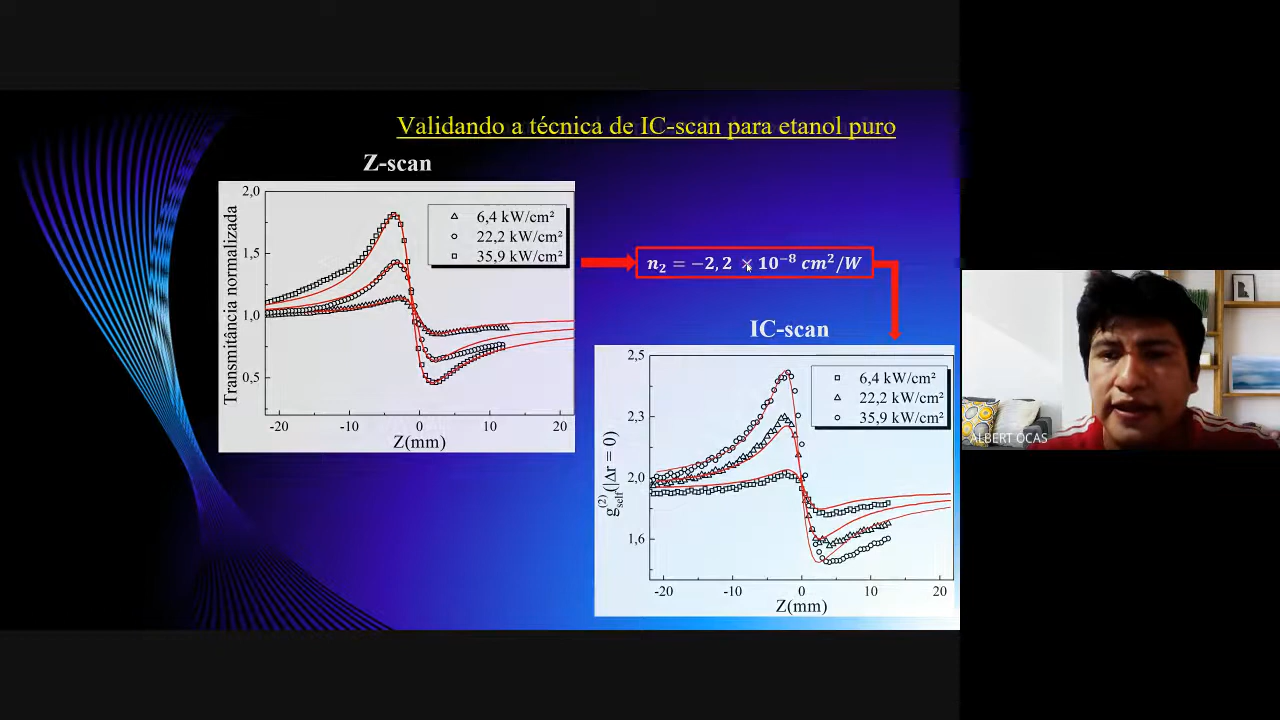 Validando a técnica de IC-scan para etanol puro
Z-scan
Transmitância normalizada
2,0
1,5
1,0
0,5
6,4 kW/cm²
22,2 kW/cm²
35,9 kW/cm²
-20 -10 0 10 20
Z(mm)
n₂ = −2,2 × 10⁻⁸ cm²/W
IC-scan
g⁽²⁾self(|Δr = 0)
2,5
2,3
2,0
1,6
6,4 kW/cm²
22,2 kW/cm²
35,9 kW/cm²
-20 -10 0 10 20
Z(mm)
ALBERT OCAS